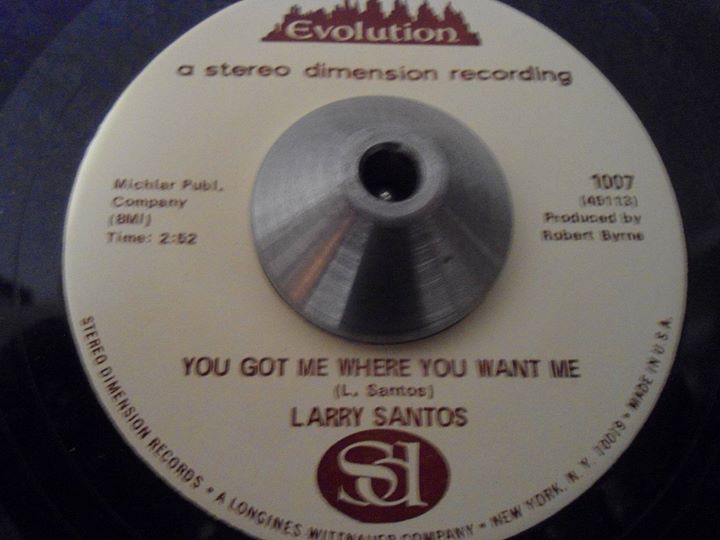 Evolution
a stereo dimension recording
Michlar Publ.
Company
(BMI)
Time: 2:52
1007
(45113)
Produced by
Robert Byrne
YOU GOT ME WHERE YOU WANT ME
(L. Santos)
LARRY SANTOS
Sd
STEREO DIMENSION RECORDS • A LONGINES WITTNAUER COMPANY • NEW YORK, N. Y. 10019 • MADE IN U.S.A.